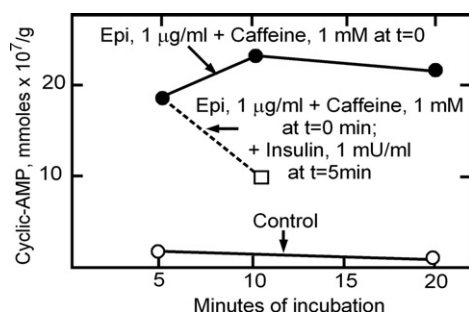 Epi, 1 μg/ml + Caffeine, 1 mM at t=0
Epi, 1 μg/ml + Caffeine, 1 mM
at t=0 min;
+ Insulin, 1 mU/ml
at t=5min
Control
Cyclic-AMP, mmoles x 10⁷/g
20
10
5
10
15
20
Minutes of incubation